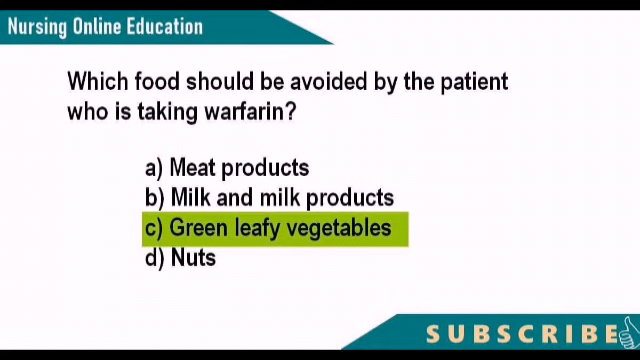 Nursing Online Education
Which food should be avoided by the patient
who is taking warfarin?
a) Meat products
b) Milk and milk products
c) Green leafy vegetables
d) Nuts
SUBSCRIBE